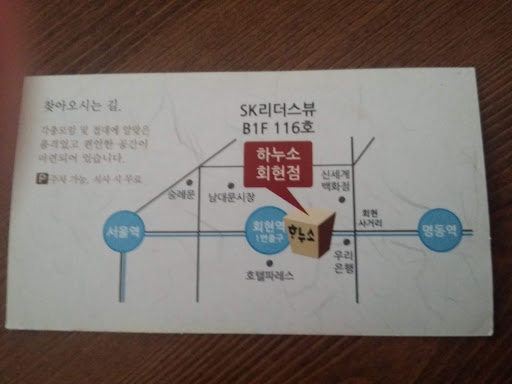 찾아오시는 길.
각종모임 및 접대에 알맞은
품격있고 편안한 공간이
마련되어 있습니다.
P 주차 가능, 식사 시 무료
SK리더스뷰
B1F 116호
하누소
회현점
숭례문
남대문시장
신세계
백화점
회현
사거리
서울역
회현역
1번출구
하누소
명동역
호텔파레스
우리
은행